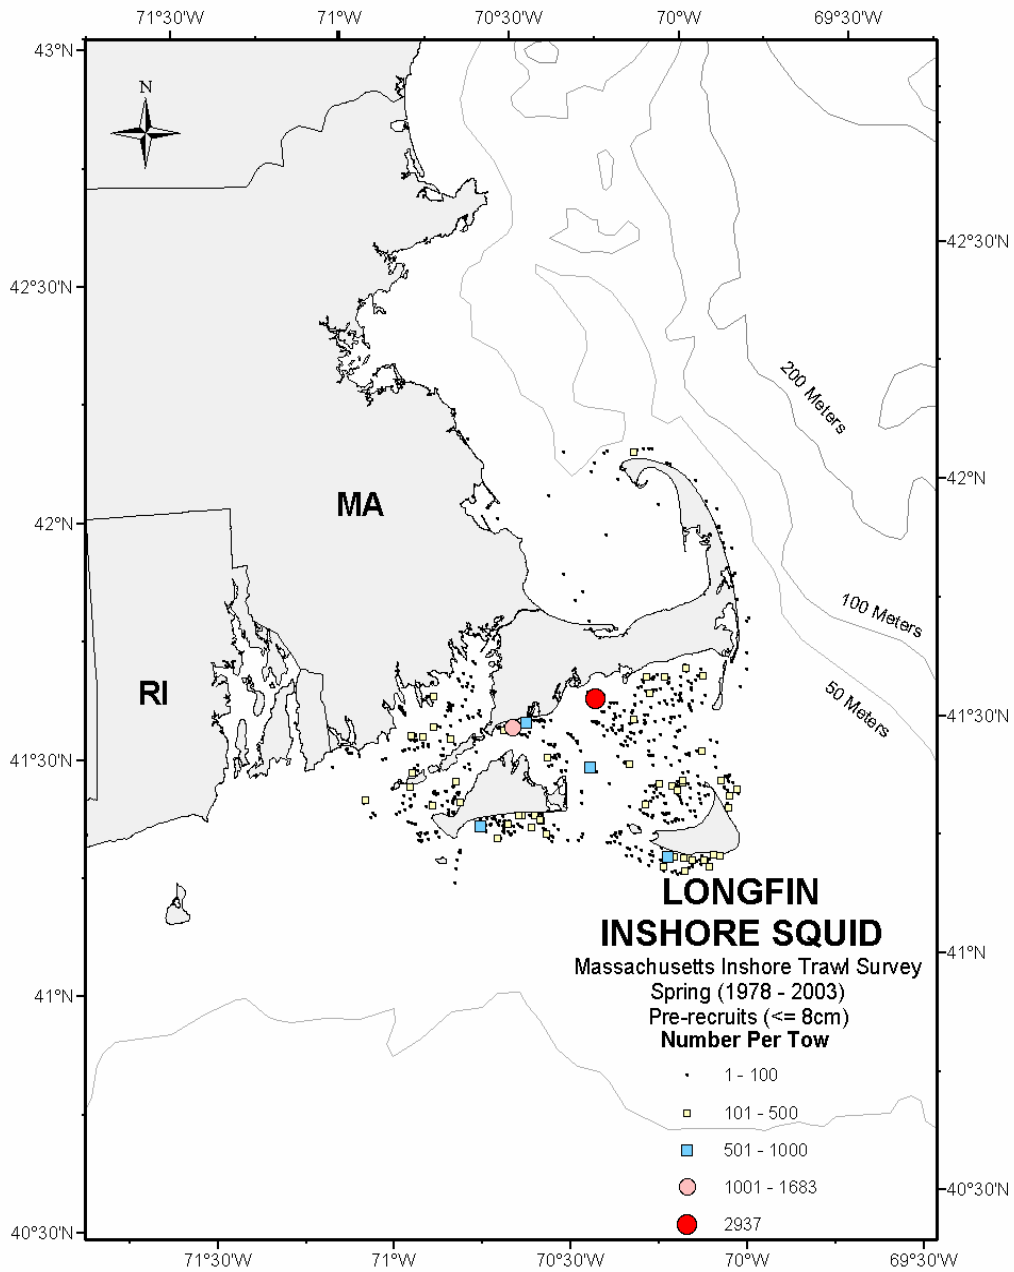 71°30'W 71°W 70°30'W 70°W 69°30'W
43°N
N
42°30'N
42°30'N
200 Meters
42°N
MA
42°N
100 Meters
RI
50 Meters
41°30'N
41°30'N
LONGFIN
INSHORE SQUID
41°N
Massachusetts Inshore Trawl Survey
Spring (1978 - 2003)
41°N
Pre-recruits (<= 8cm)
Number Per Tow
1 - 100
101 - 500
501 - 1000
1001 - 1683
40°30'N
2937
40°30'N
71°30'W 71°W 70°30'W 70°W 69°30'W